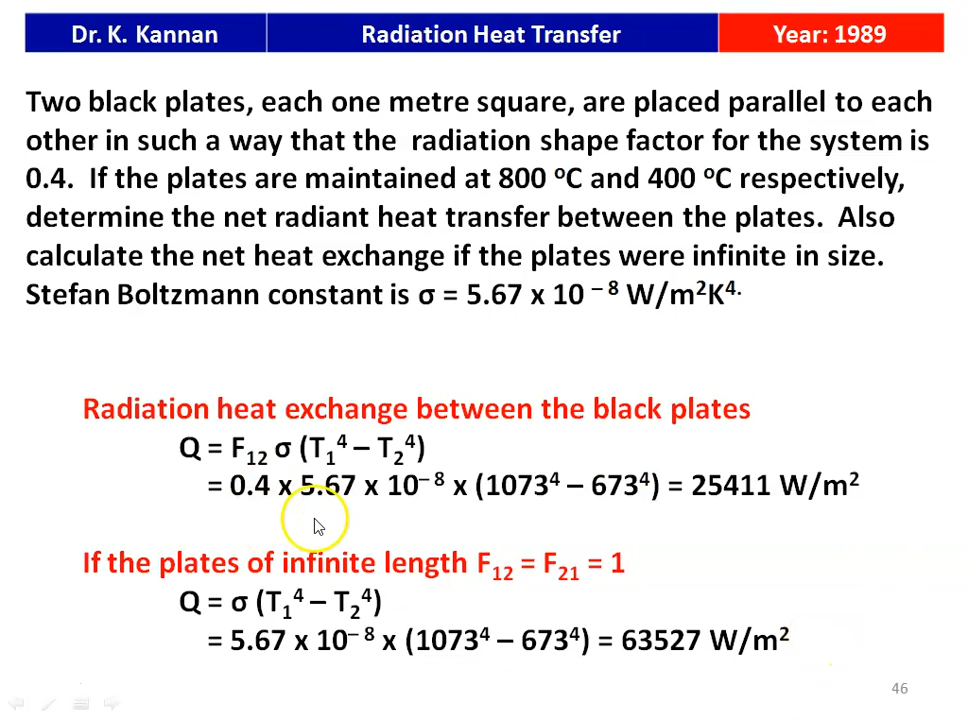 Dr. K. Kannan Radiation Heat Transfer Year: 1989
Two black plates, each one metre square, are placed parallel to each
other in such a way that the radiation shape factor for the system is
0.4. If the plates are maintained at 800 °C and 400 °C respectively,
determine the net radiant heat transfer between the plates. Also
calculate the net heat exchange if the plates were infinite in size.
Stefan Boltzmann constant is σ = 5.67 x 10 ⁻ ⁸ W/m²K⁴·
Radiation heat exchange between the black plates
Q = F₁₂ σ (T₁⁴ – T₂⁴)
= 0.4 x 5.67 x 10⁻ ⁸ x (1073⁴ – 673⁴) = 25411 W/m²
If the plates of infinite length F₁₂ = F₂₁ = 1
Q = σ (T₁⁴ – T₂⁴)
= 5.67 x 10⁻ ⁸ x (1073⁴ – 673⁴) = 63527 W/m²
46